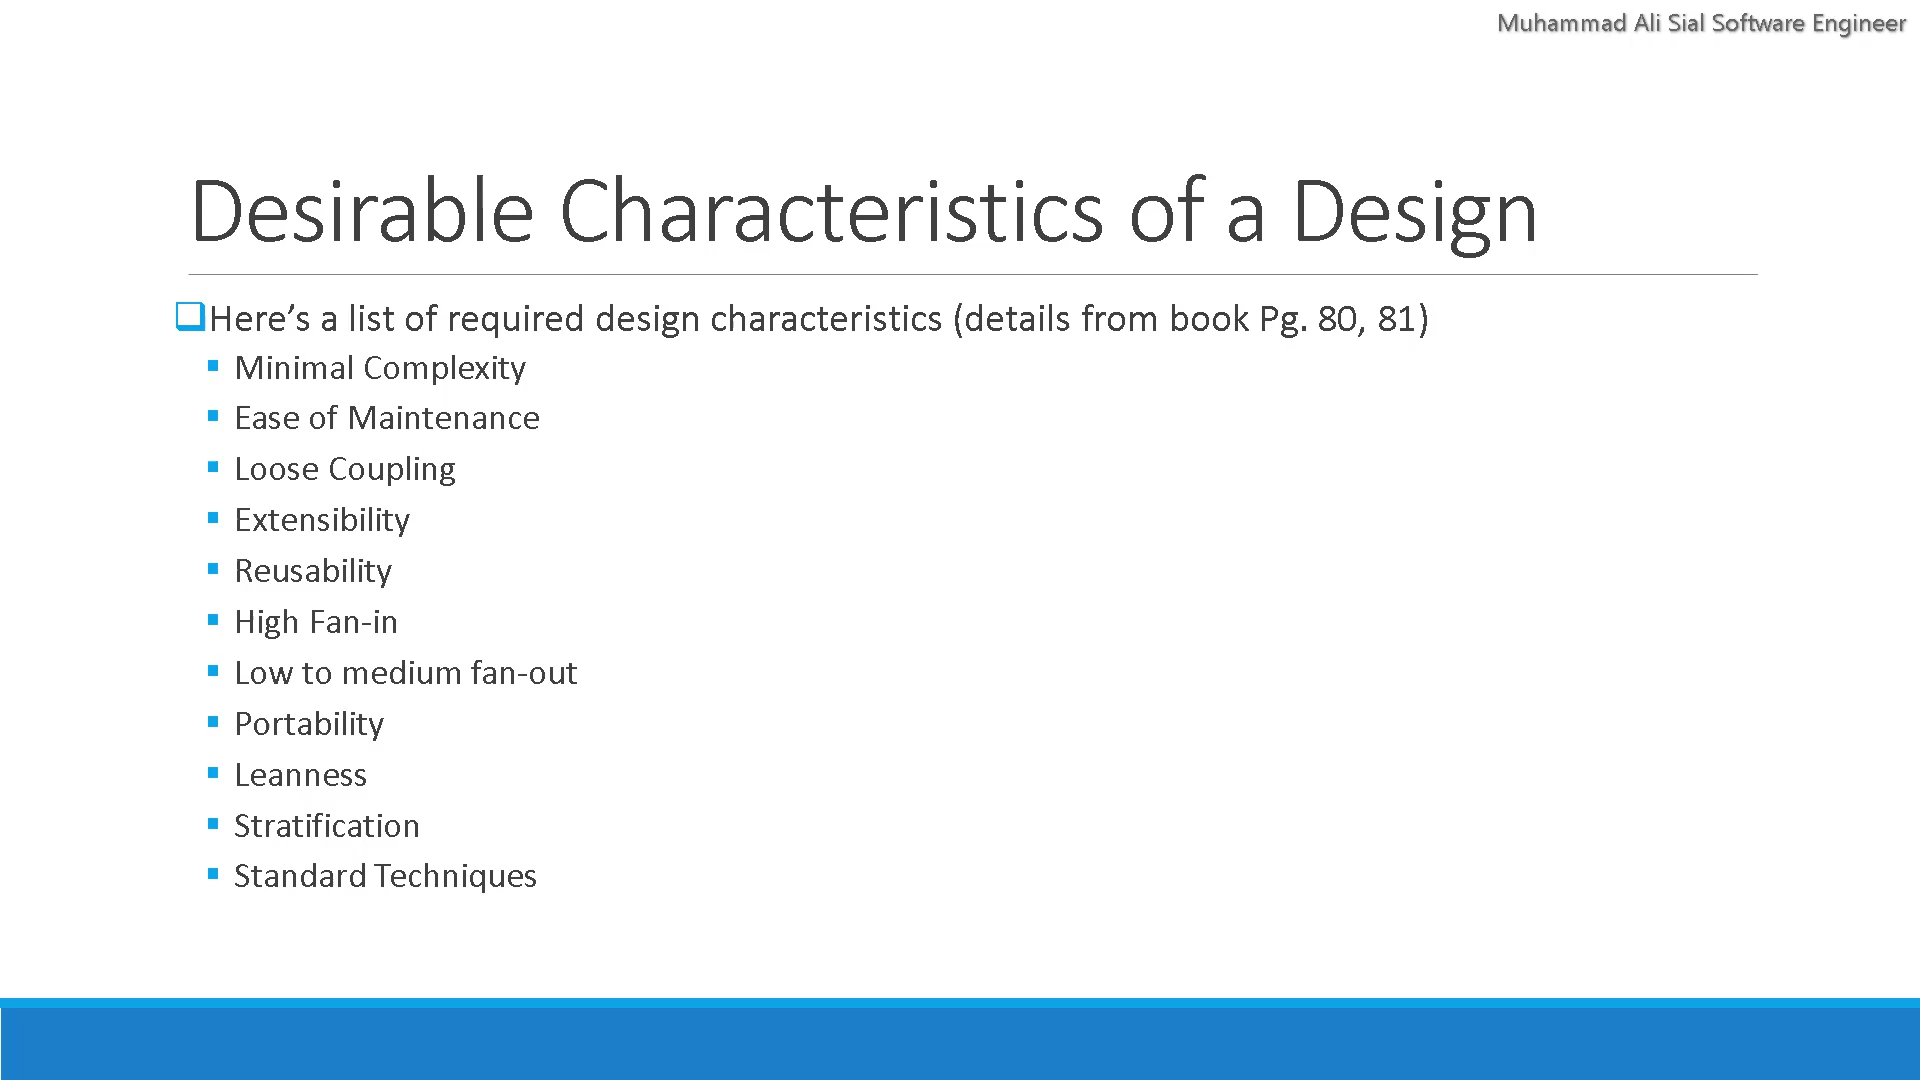 Muhammad Ali Sial Software Engineer
Desirable Characteristics of a Design
Here’s a list of required design characteristics (details from book Pg. 80, 81)
Minimal Complexity
Ease of Maintenance
Loose Coupling
Extensibility
Reusability
High Fan-in
Low to medium fan-out
Portability
Leanness
Stratification
Standard Techniques